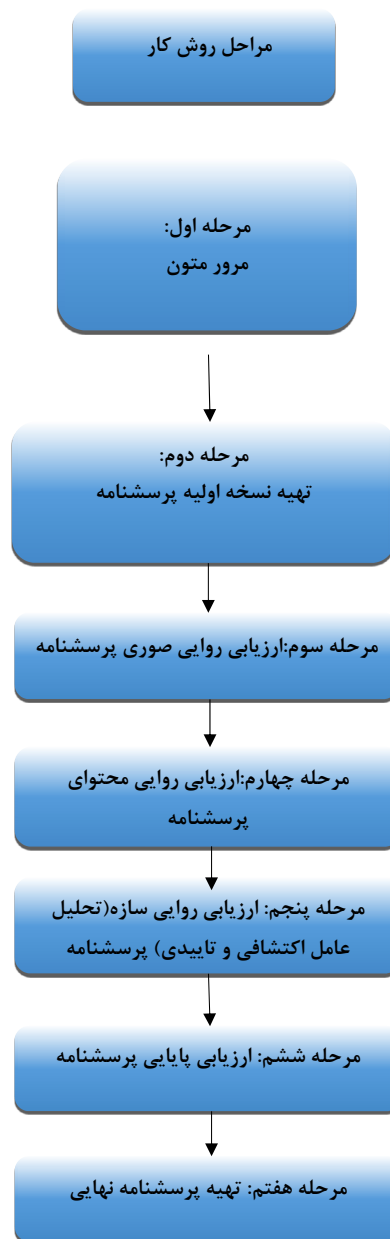 مراحل روش کار
مرحله اول:
مرور متون
مرحله دوم:
تهیه نسخه اولیه پرسشنامه
مرحله سوم:ارزیابی روایی صوری پرسشنامه
مرحله چهارم:ارزیابی روایی محتوای
پرسشنامه
مرحله پنجم: ارزیابی روایی سازه(تحلیل
عامل اکتشافی و تاییدی) پرسشنامه
مرحله ششم: ارزیابی پایایی پرسشنامه
مرحله هفتم: تهیه پرسشنامه نهایی